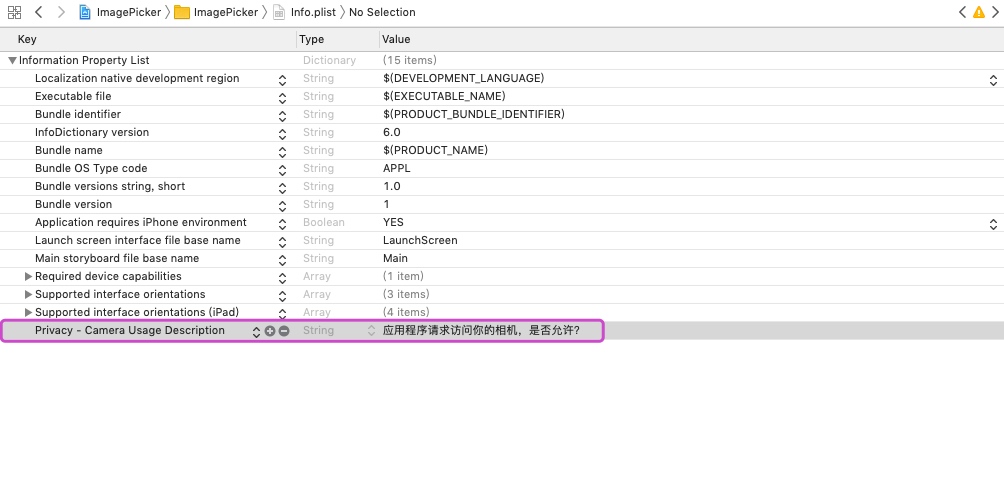 ImagePicker ImagePicker Info.plist No Selection
Key Type Value
Information Property List Dictionary (15 items)
Localization native development region String $(DEVELOPMENT_LANGUAGE)
Executable file String $(EXECUTABLE_NAME)
Bundle identifier String $(PRODUCT_BUNDLE_IDENTIFIER)
InfoDictionary version String 6.0
Bundle name String $(PRODUCT_NAME)
Bundle OS Type code String APPL
Bundle versions string, short String 1.0
Bundle version String 1
Application requires iPhone environment Boolean YES
Launch screen interface file base name String LaunchScreen
Main storyboard file base name String Main
Required device capabilities Array (1 item)
Supported interface orientations Array (3 items)
Supported interface orientations (iPad) Array (4 items)
Privacy - Camera Usage Description String 应用程序请求访问你的相机，是否允许?